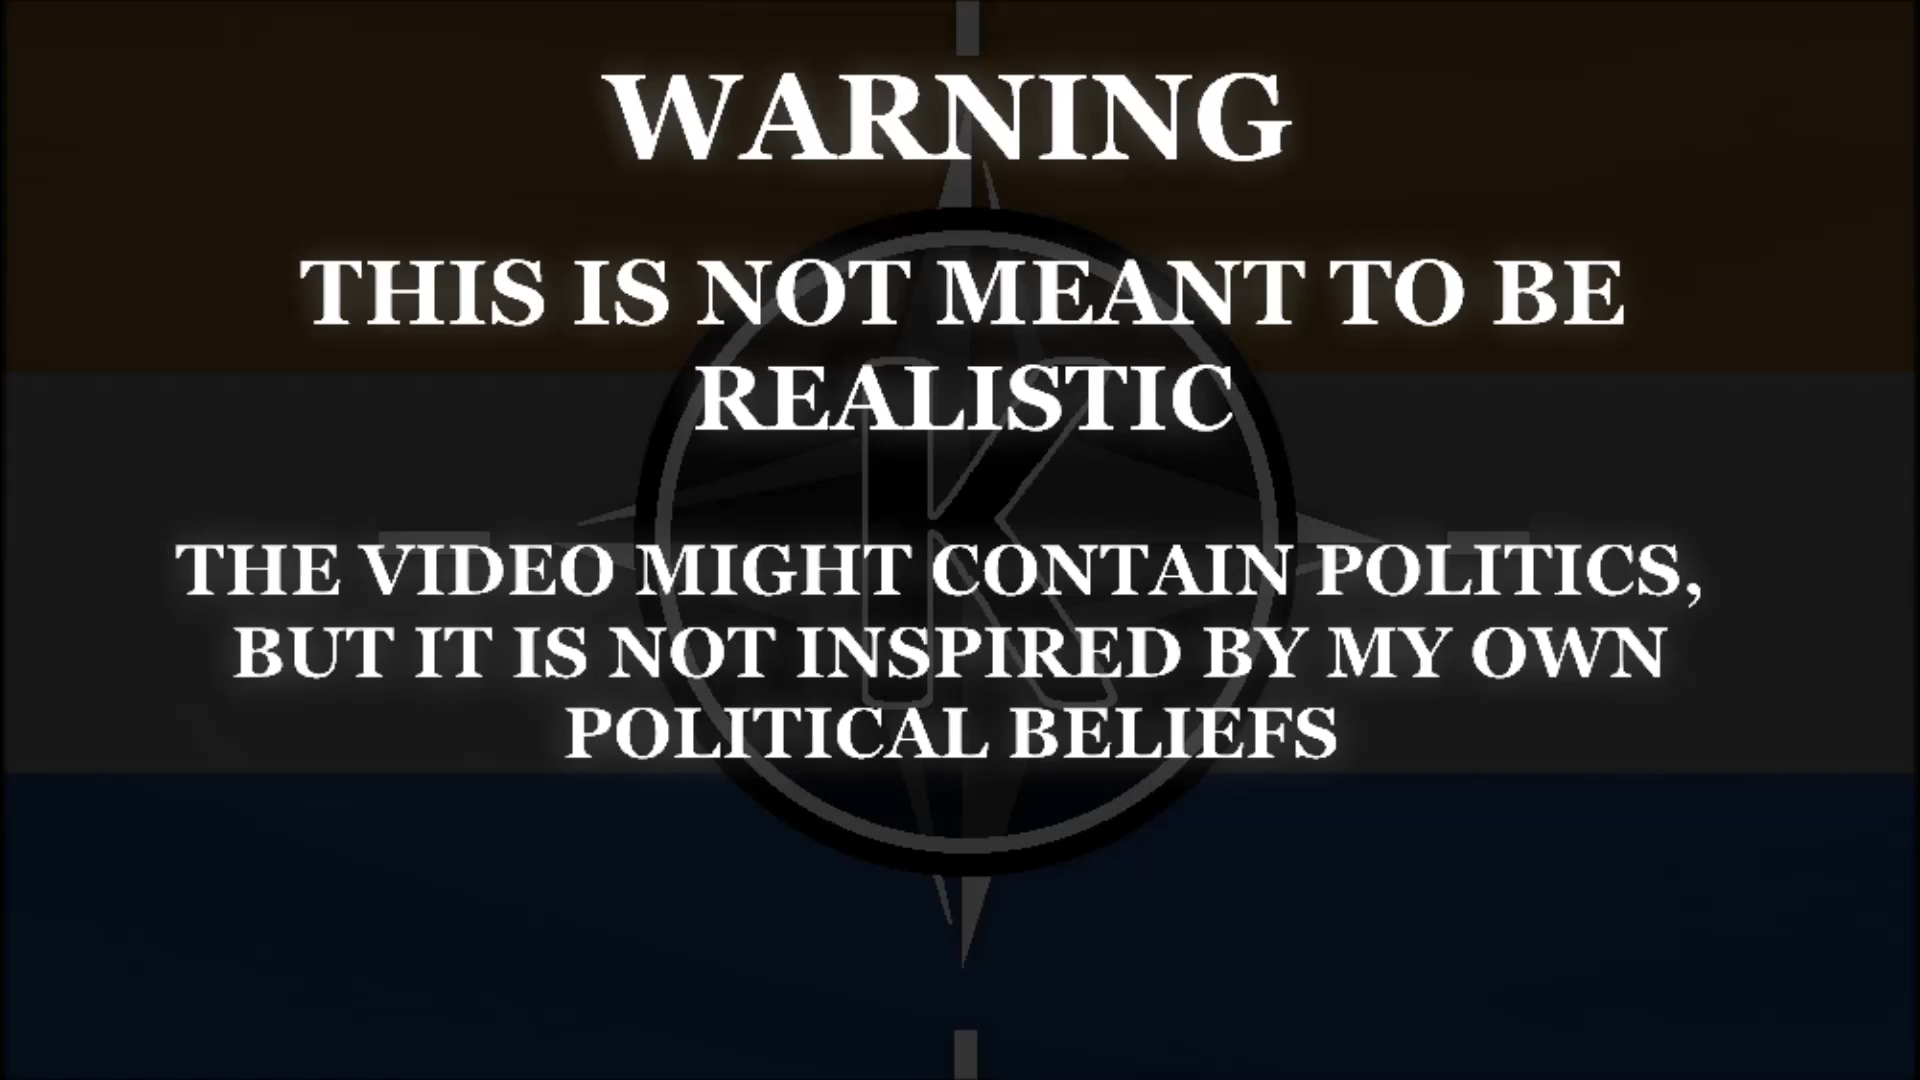 WARNING
THIS IS NOT MEANT TO BE
REALISTIC
K
THE VIDEO MIGHT CONTAIN POLITICS,
BUT IT IS NOT INSPIRED BY MY OWN
POLITICAL BELIEFS